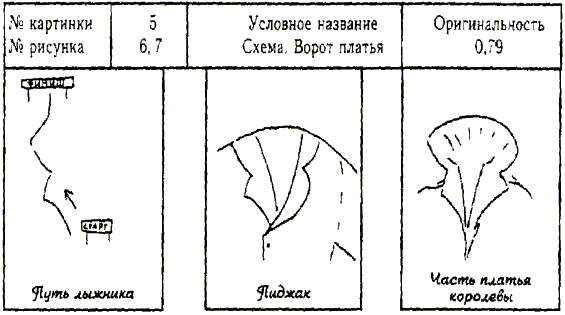 № картинки 5 Условное название Оригинальность
№ рисунка 6, 7 Схема. Ворот платья 0,79
ФИНИШ
СТАРТ
Путь лыжника
Пиджак
Часть платья
королевы